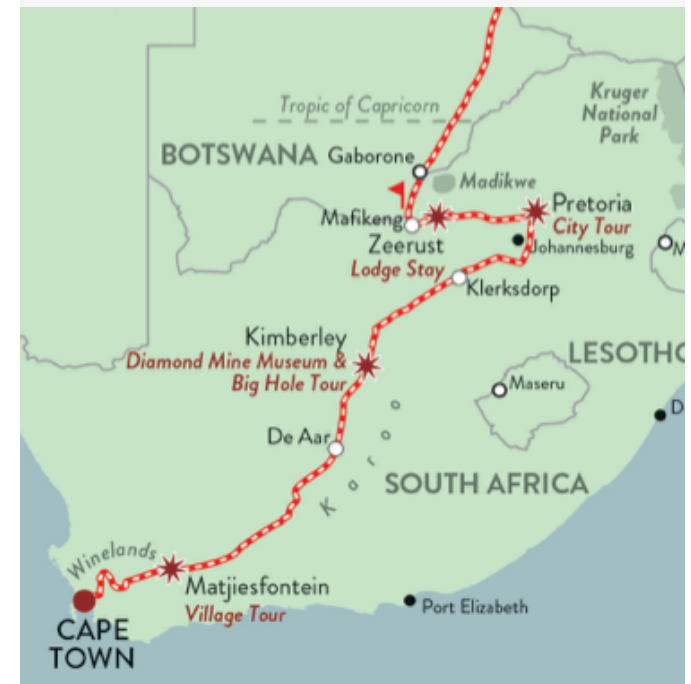 Tropic of Capricorn
Kruger
National
Park
BOTSWANA
Gaborone
Madikwe
Mafikeng
Zeerust
Lodge Stay
Pretoria
City Tour
Johannesburg
M
Klerksdorp
Kimberley
Diamond Mine Museum &
Big Hole Tour
LESOTHO
Maseru
D
De Aar
Karoo
SOUTH AFRICA
Winelands
Matjiesfontein
Village Tour
Port Elizabeth
CAPE
TOWN